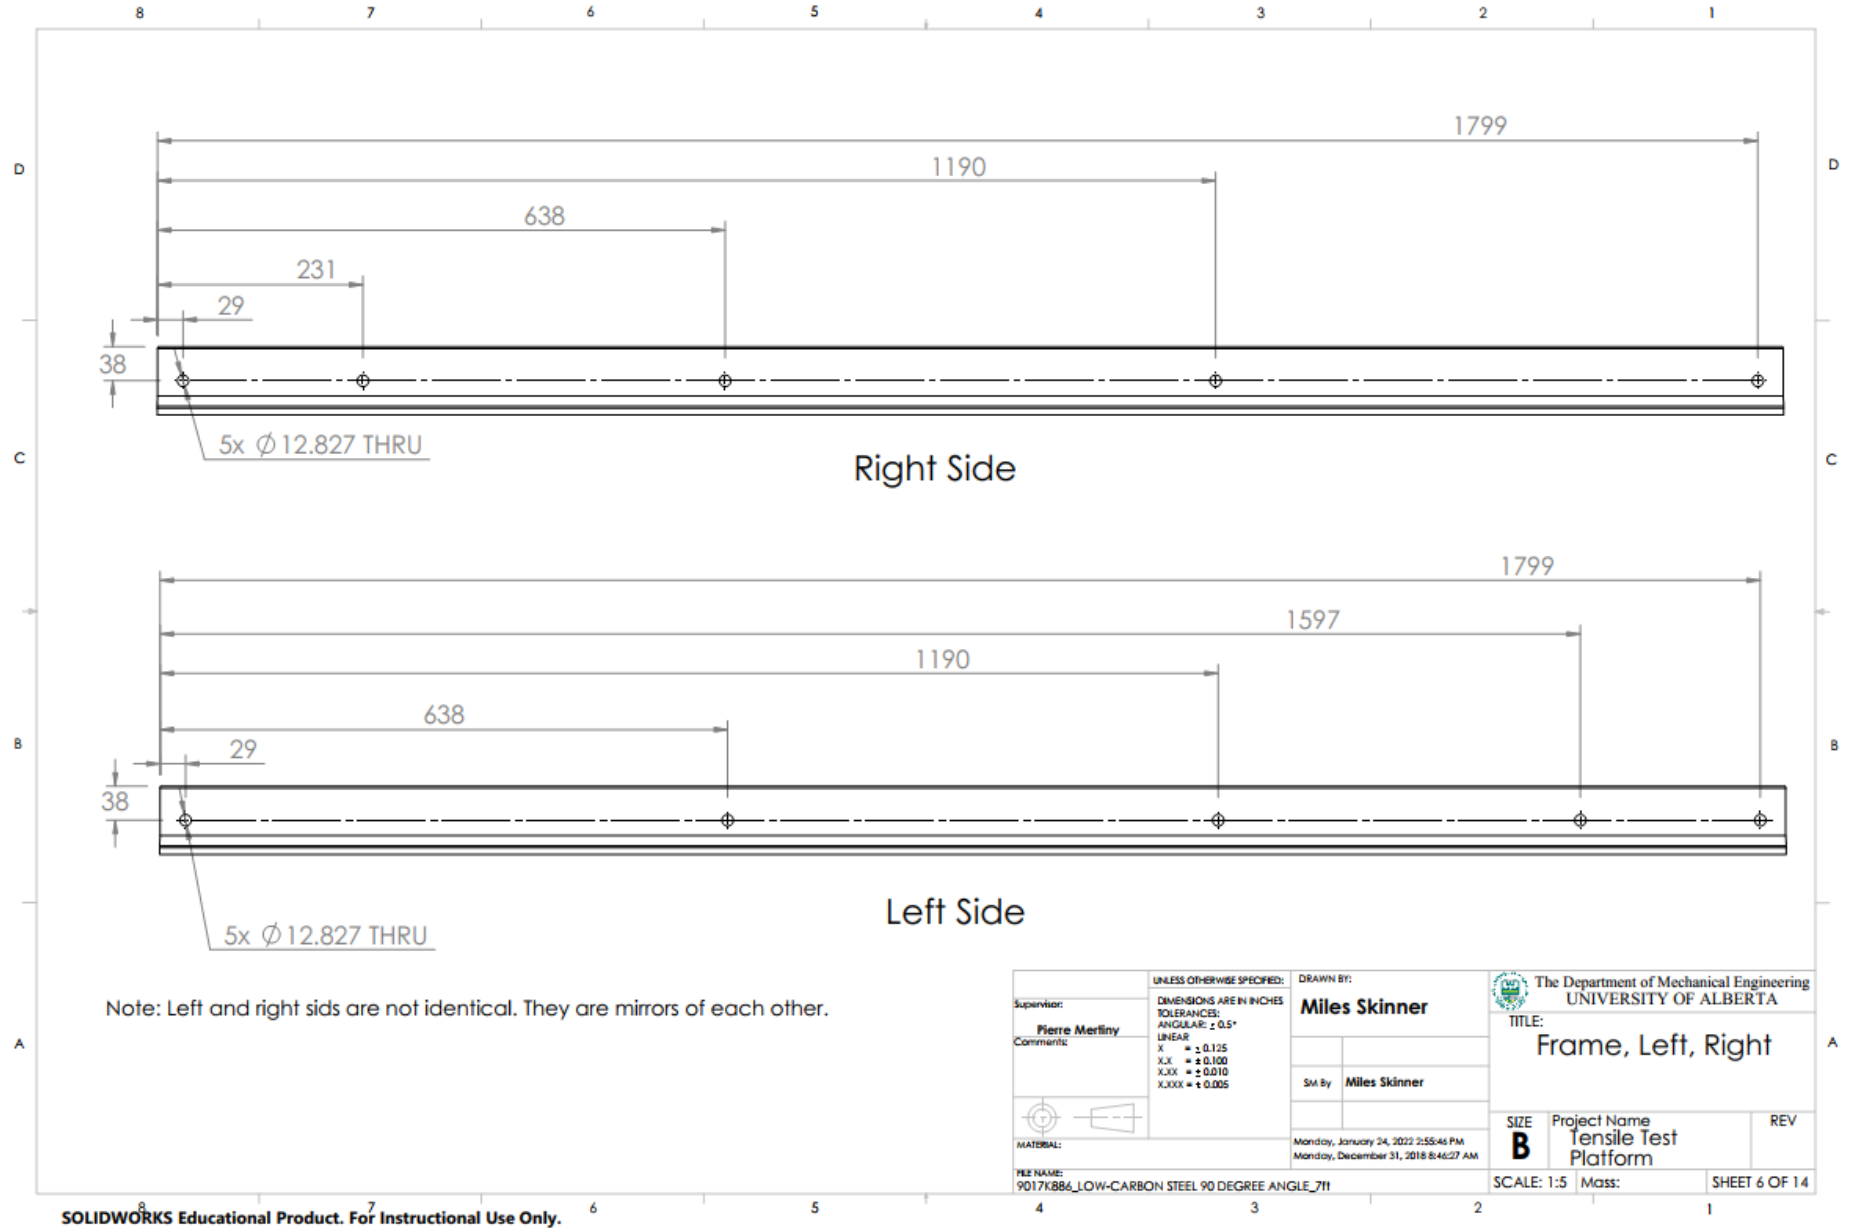 8 7 6 5 4 3 2 1
D D
1799
1190
638
231
29
38
5x Ø 12.827 THRU
C C
Right Side
1799
1597
1190
638
29
38
B B
5x Ø 12.827 THRU
Left Side
Note: Left and right sids are not identical. They are mirrors of each other.
A A
Supervisor:
Pierre Mertiny
Comments:
MATERIAL:
FILE NAME:
9017K886_LOW-CARBON STEEL 90 DEGREE ANGLE_7ft
UNLESS OTHERWISE SPECIFIED:
DIMENSIONS ARE IN INCHES
TOLERANCES:
ANGULAR: ± 0.5°
LINEAR
X = ± 0.125
X.X = ± 0.100
X.XX = ± 0.010
X.XXX = ± 0.005
DRAWN BY:
Miles Skinner
SM By Miles Skinner
Monday, January 24, 2022 2:55:46 PM
Monday, December 31, 2018 8:46:27 AM
The Department of Mechanical Engineering
UNIVERSITY OF ALBERTA
TITLE:
Frame, Left, Right
SIZE
B
Project Name
Tensile Test
Platform
REV
SCALE: 1:5 Mass: SHEET 6 OF 14
8 7 6 5 4 3 2 1
SOLIDWORKS Educational Product. For Instructional Use Only.